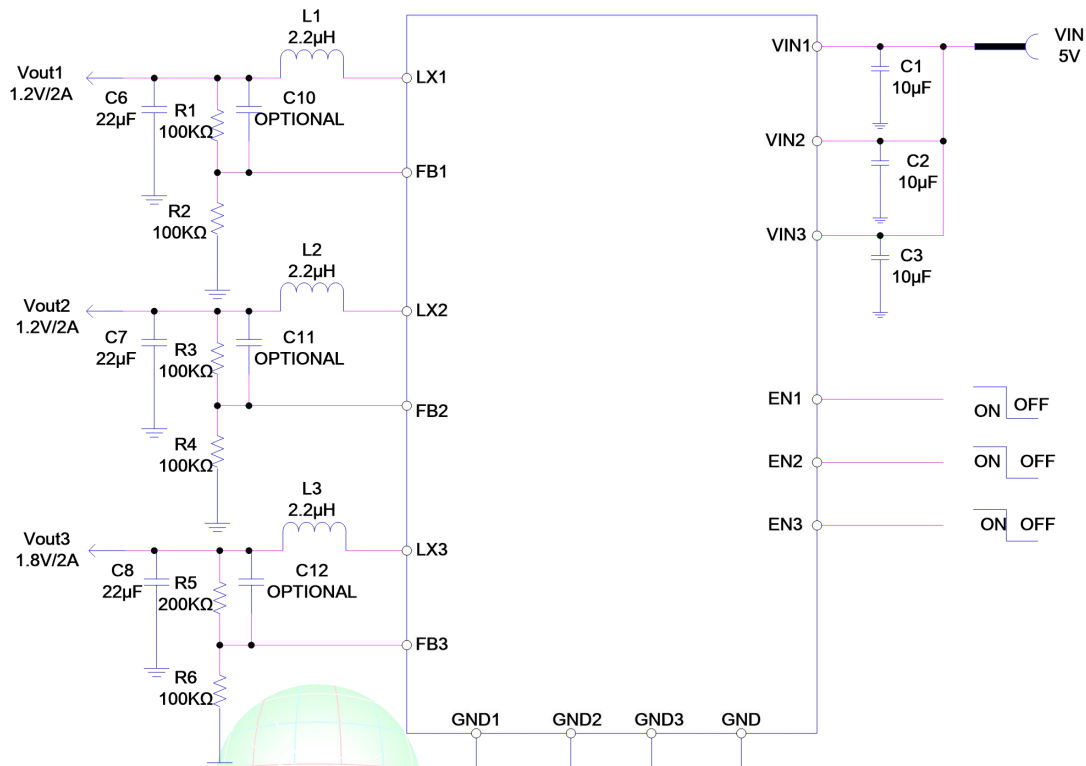 L1
2.2µH
Vout1
1.2V/2A
C6
22µF
R1
100KΩ
C10
OPTIONAL
LX1
FB1
R2
100KΩ
L2
2.2µH
Vout2
1.2V/2A
C7
22µF
R3
100KΩ
C11
OPTIONAL
LX2
FB2
R4
100KΩ
L3
2.2µH
Vout3
1.8V/2A
C8
22µF
R5
200KΩ
C12
OPTIONAL
LX3
FB3
R6
100KΩ
GND1
GND2
GND3
GND
VIN1
C1
10µF
VIN
5V
VIN2
C2
10µF
VIN3
C3
10µF
EN1
ON
OFF
EN2
ON
OFF
EN3
ON
OFF